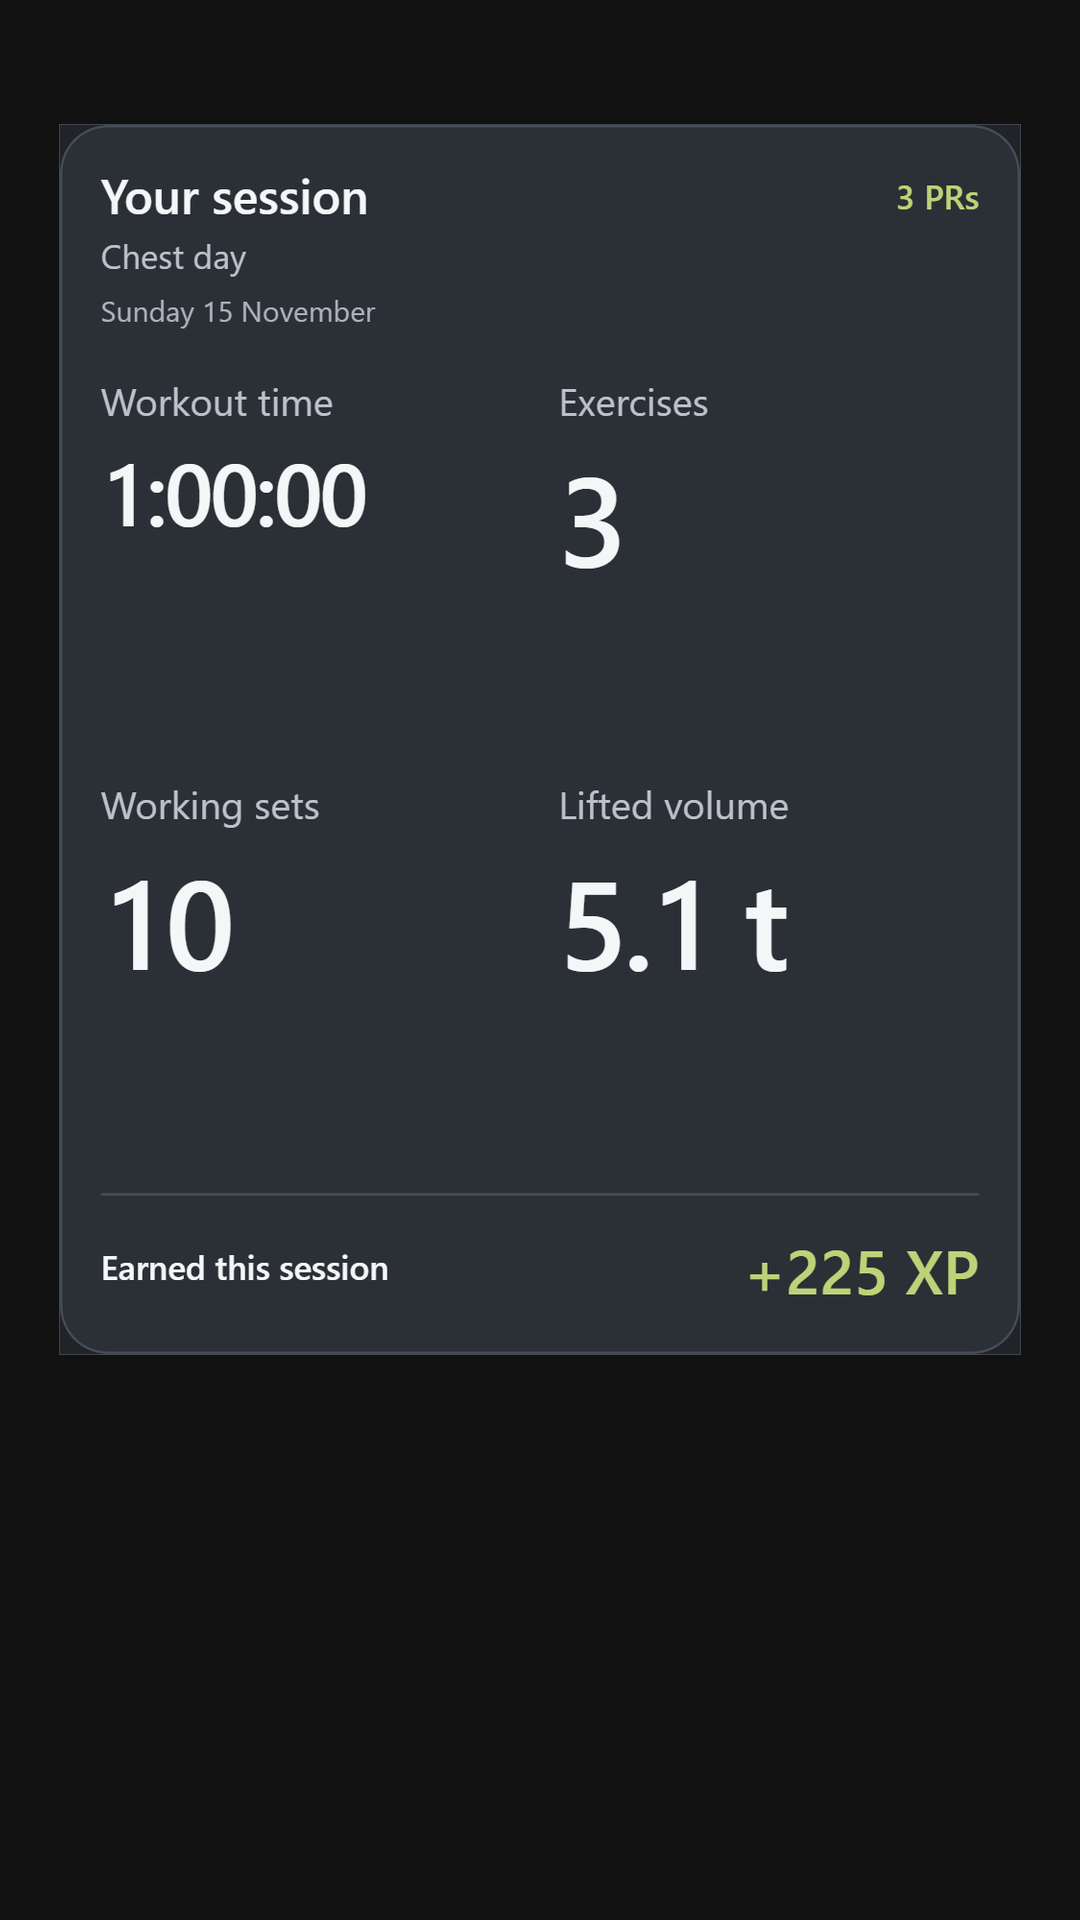 Your session
3 PRs
Chest day
Sunday 15 November
Workout time
Exercises
1:00:00
3
Working sets
Lifted volume
10
5.1 t
Earned this session
+225 XP